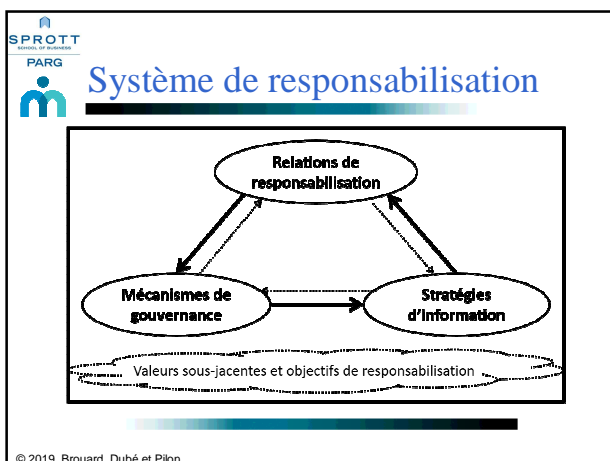 SPROTT
SCHOOL OF BUSINESS
PARG
Système de responsabilisation
Relations de
responsabilisation
Mécanismes de
gouvernance
Stratégies
d'information
Valeurs sous-jacentes et objectifs de responsabilisation
© 2019, Brouard, Dubé et Pilon